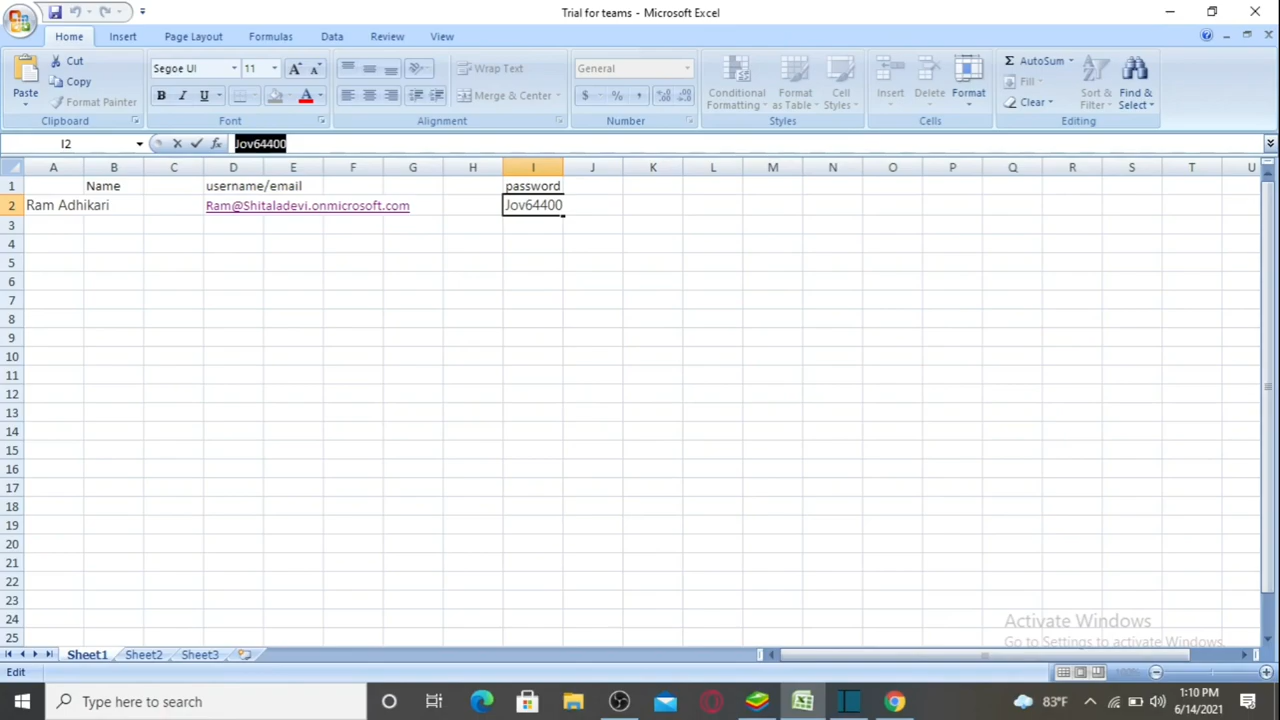 Trial for teams - Microsoft Excel
Home Insert Page Layout Formulas Data Review View
Paste Cut Copy Format Painter Clipboard
Segoe UI 11 B I U A Font
Wrap Text Merge & Center Alignment
General $ % , Number
Conditional Formatting Format as Table Cell Styles Styles
Insert Delete Format Cells
Σ AutoSum Fill Clear Sort & Filter Find & Select Editing
I2 fx Jov64400
A B C D E F G H I J K L M N O P Q R S T U
1 Name username/email password
2 Ram Adhikari Ram@Shitaladevi.onmicrosoft.com Jov64400
3
4
5
6
7
8
9
10
11
12
13
14
15
16
17
18
19
20
21
22
23
24
25
Activate Windows
Go to Settings to activate Windows.
Sheet1 Sheet2 Sheet3
Edit 100%
Type here to search 83°F 1:10 PM
6/14/2021